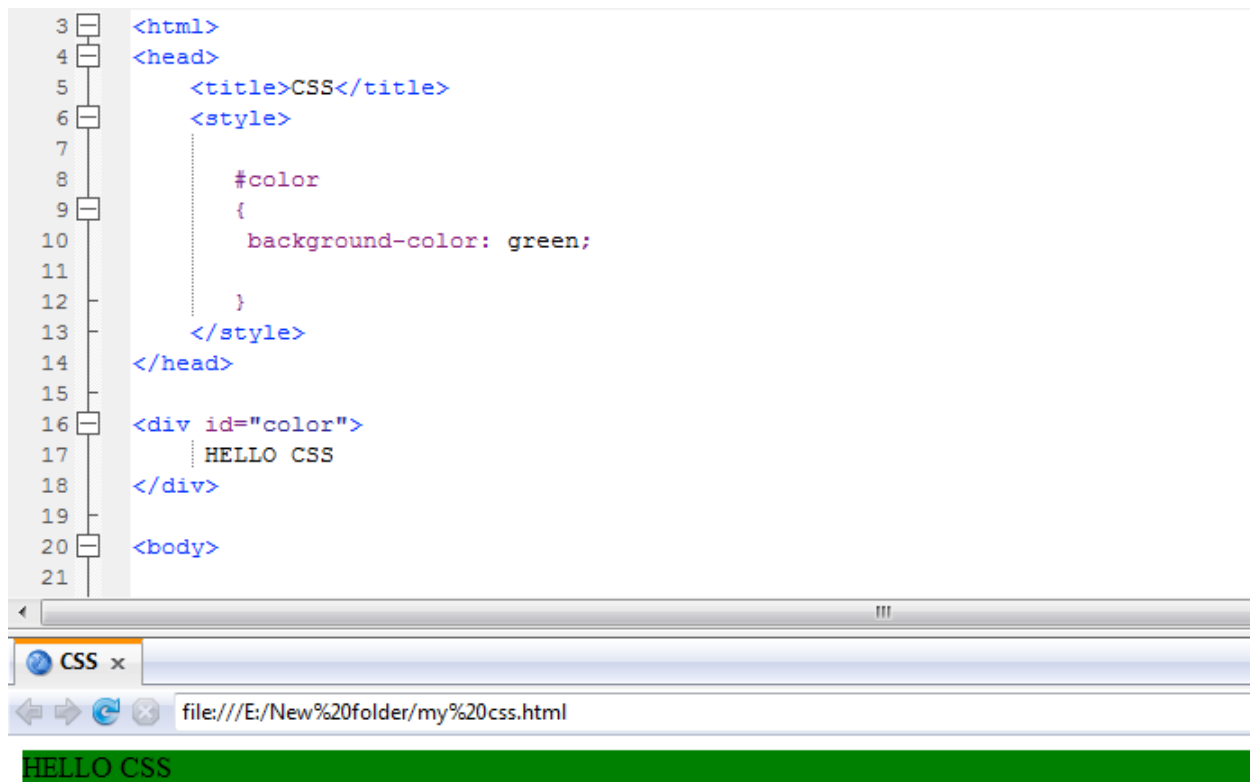 3 <html>
4 <head>
5 <title>CSS</title>
6 <style>
7
8 #color
9 {
10 background-color: green;
11
12 }
13 </style>
14 </head>
15
16 <div id="color">
17 HELLO CSS
18 </div>
19
20 <body>
21
CSS x
file:///E:/New%20folder/my%20css.html
HELLO CSS